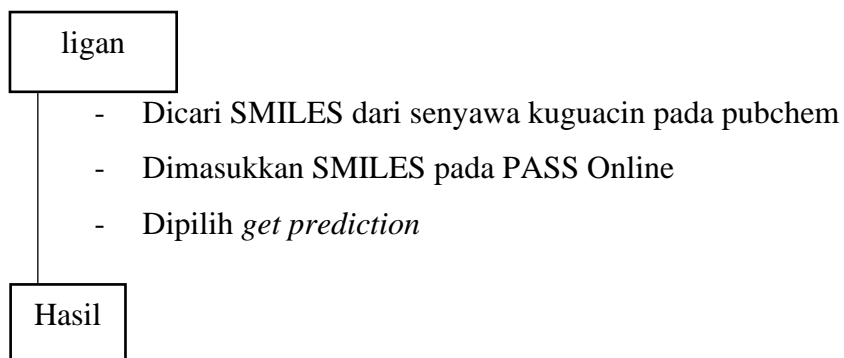 ligan
- Dicari SMILES dari senyawa kuguacin pada pubchem
- Dimasukkan SMILES pada PASS Online
- Dipilih get prediction
Hasil